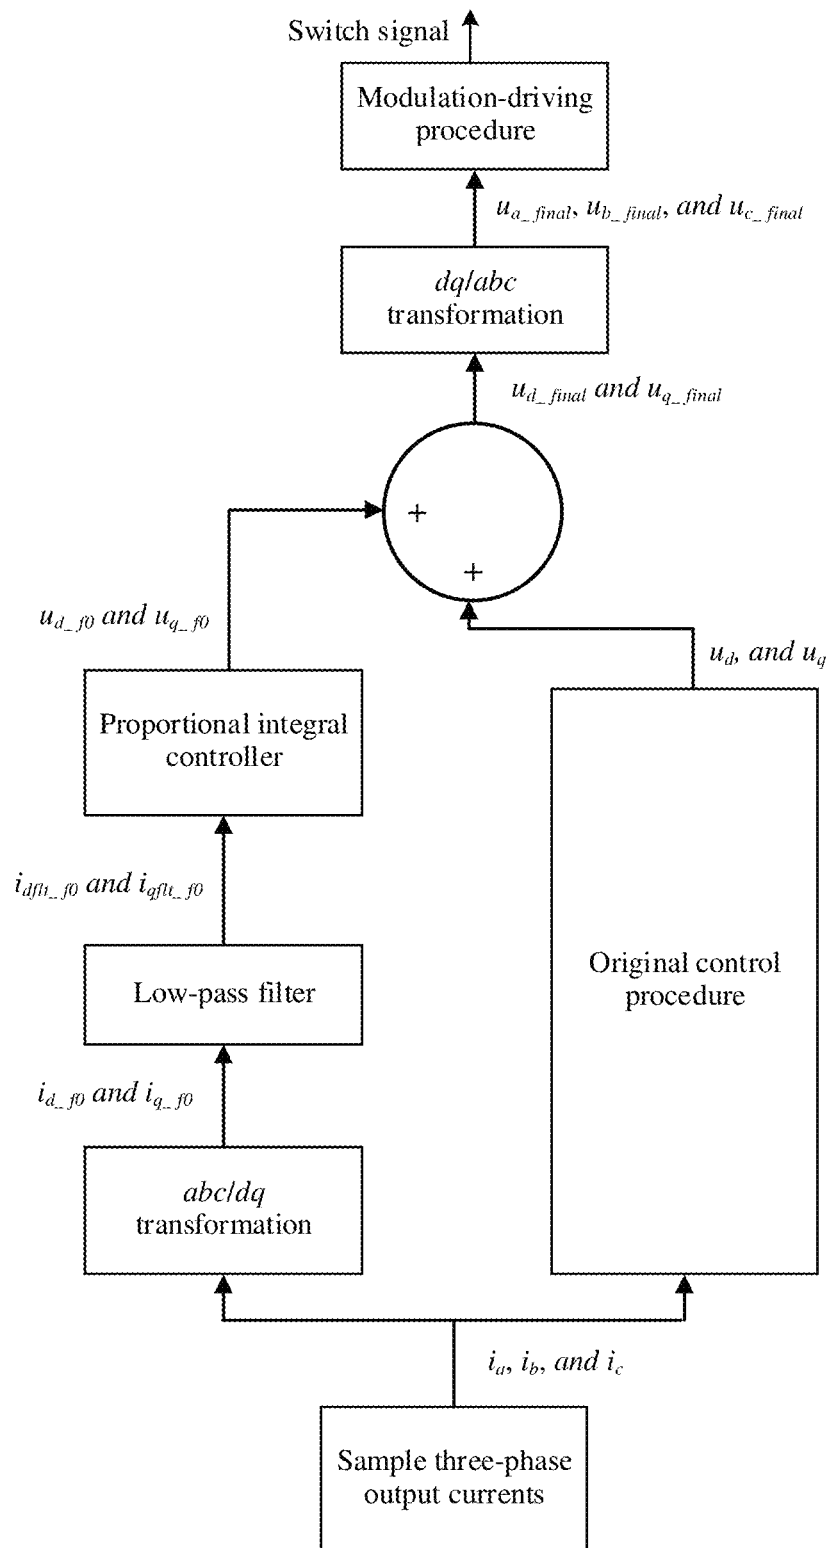 Switch signal
Modulation-driving
procedure
u_a_final, u_b_final, and u_c_final
dq/abc
transformation
u_d_final and u_q_final
+
+
u_d_f0 and u_q_f0
u_d, and u_q
Proportional integral
controller
i_dflt_f0 and i_qflt_f0
Low-pass filter
Original control
procedure
i_d_f0 and i_q_f0
abc/dq
transformation
i_a, i_b, and i_c
Sample three-phase
output currents